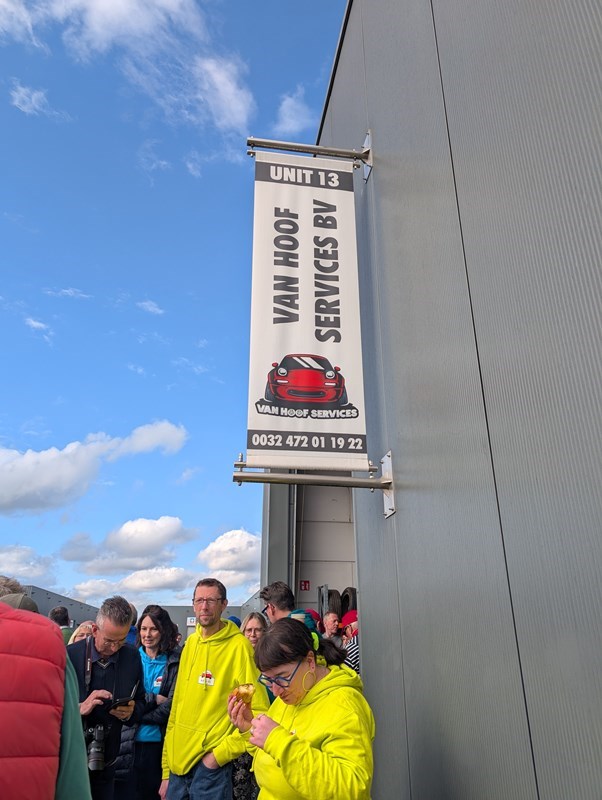 UNIT 13
VAN HOOF
SERVICES BV
VAN HOOF SERVICES
0032 472 01 19 22